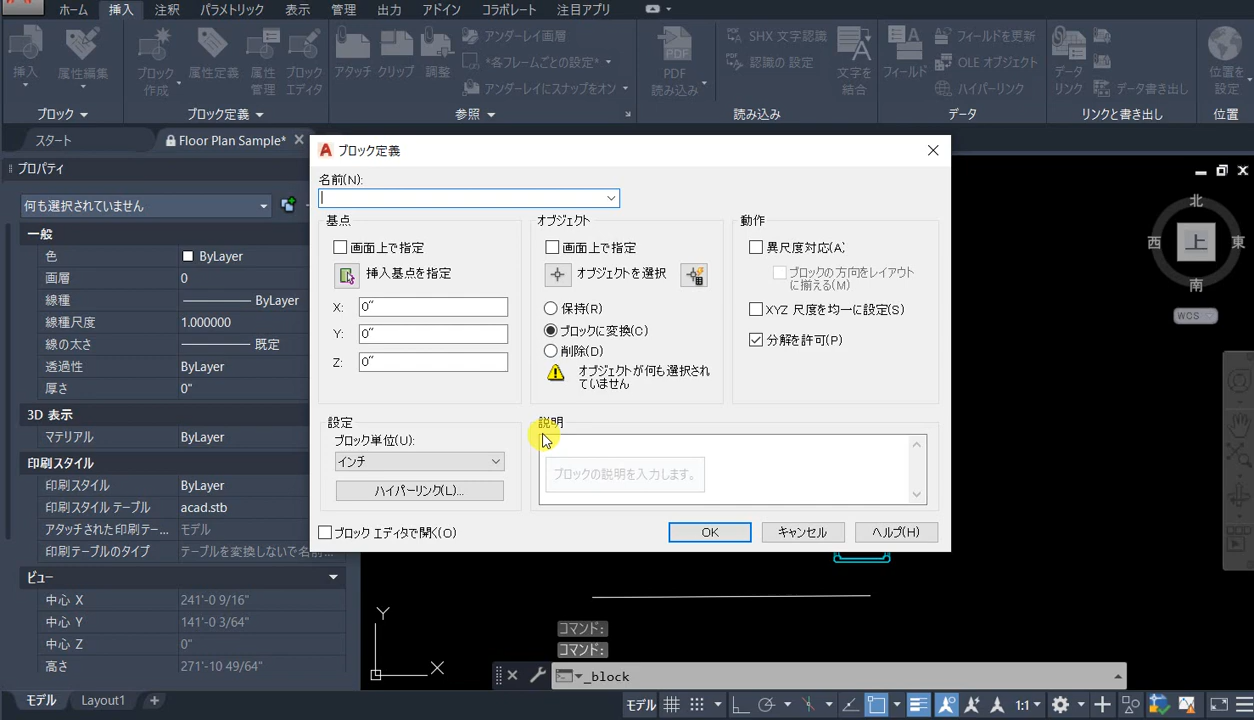 ホーム 挿入 注釈 パラメトリック 表示 管理 出力 アドイン コラボレート 注目アプリ
アンダーレイ画層
*各フレームごとの設定*
アンダーレイにスナップをオン
SHX 文字認識
認識の 設定
フィールドを更新
OLE オブジェクト
ハイパーリンク
データ書き出し
挿入 属性編集 ブロック作成 属性定義 属性管理 ブロックエディタ アタッチ クリップ 調整 PDF読み込み 文字を結合 フィールド データリンク 位置を設定
ブロック ブロック定義 参照 読み込み データ リンクと書き出し 位置
スタート Floor Plan Sample*
プロパティ
何も選択されていません
一般
色 ByLayer
画層 0
線種 ByLayer
線種尺度 1.000000
線の太さ 既定
透過性 ByLayer
厚さ 0"
3D 表示
マテリアル ByLayer
印刷スタイル
印刷スタイル ByLayer
印刷スタイル テーブル acad.stb
アタッチされた印刷テー... モデル
印刷テーブルのタイプ テーブルを変換しないで名前...
ビュー
中心 X 241'-0 9/16"
中心 Y 141'-0 3/64"
中心 Z 0"
高さ 271'-10 49/64"
ブロック定義
名前(N):
基点
画面上で指定
挿入基点を指定
X: 0"
Y: 0"
Z: 0"
オブジェクト
画面上で指定
オブジェクトを選択
保持(R)
ブロックに変換(C)
削除(D)
オブジェクトが何も選択され
ていません
動作
異尺度対応(A)
ブロックの方向をレイアウト
に揃える(M)
XYZ 尺度を均一に設定(S)
分解を許可(P)
設定
ブロック単位(U):
インチ
ハイパーリンク(L)...
説明
ブロックの説明を入力します。
ブロック エディタで開く(O)
OK キャンセル ヘルプ(H)
北
西 上 東
南
WCS
Y
X
コマンド:
コマンド:
_block
モデル Layout1 +
モデル 1:1